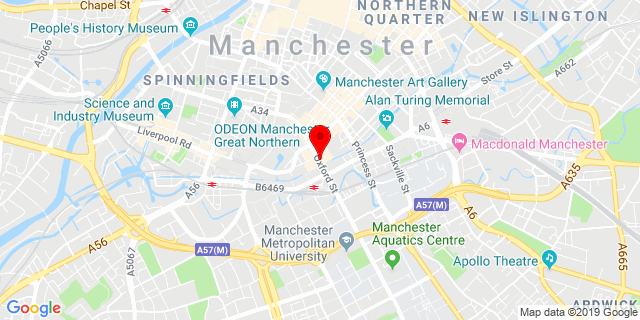 Chapel St
NORTHERN
QUARTER
NEW ISLINGTON
People's History Museum
A5066
Manchester
A662
Store St
SPINNINGFIELDS
Manchester Art Gallery
Alan Turing Memorial
Science and
Industry Museum
A34
ODEON Manchester
Great Northern
A6
Liverpool Rd
Macdonald Manchester
Oxford St
Princess St
Sackville St
A635
A56
B6469
A57(M)
A6
A56
A5067
A57(M)
Manchester
Metropolitan
University
Manchester
Aquatics Centre
Apollo Theatre
A665
ARDWICK
Google
Map data ©2019 Google